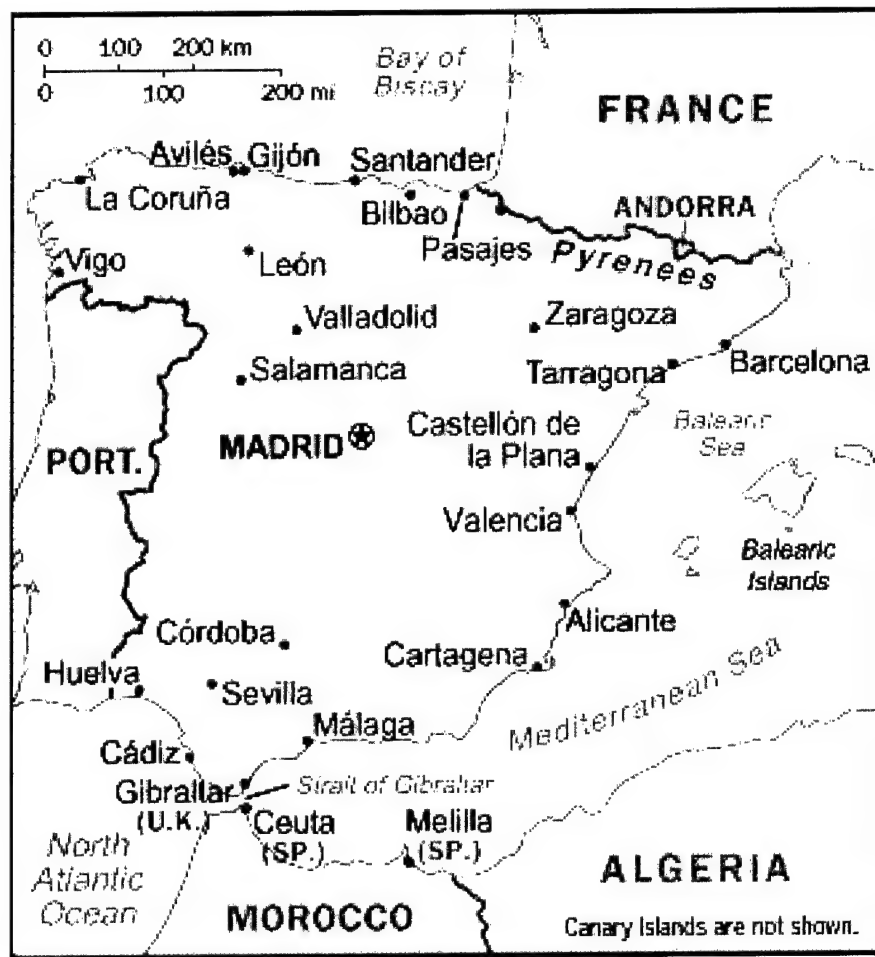 0 100 200 km
0 100 200 mi
Bay of
Biscay
FRANCE
Avilés Gijón
Santander
La Coruña
Bilbao
ANDORRA
Pasajes
Pyrenees
Vigo
León
Valladolid
Zaragoza
Salamanca
Tarragona
Barcelona
MADRID
Castellón de
la Plana
Balearic
Sea
PORT.
Valencia
Balearic
Islands
Córdoba
Alicante
Cartagena
Huelva
Sevilla
Mediterranean Sea
Málaga
Cádiz
Gibraltar
(U.K.)
Strait of Gibraltar
Ceuta
(SP.)
Melilla
(SP.)
North
Atlantic
Ocean
ALGERIA
MOROCCO
Canary Islands are not shown.